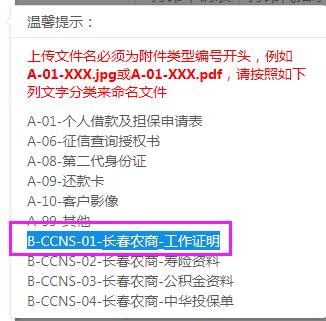 温馨提示：
上传文件名必须为附件类型编号开头，例如
A-01-XXX.jpg或A-01-XXX.pdf，请按照如下
列文字分类来命名文件
A-01-个人借款及担保申请表
A-06-征信查询授权书
A-08-第二代身份证
A-09-还款卡
A-10-客户影像
A-99-其他
B-CCNS-01-长春农商-工作证明
B-CCNS-02-长春农商-寿险资料
B-CCNS-03-长春农商-公积金资料
B-CCNS-04-长春农商-中华投保单